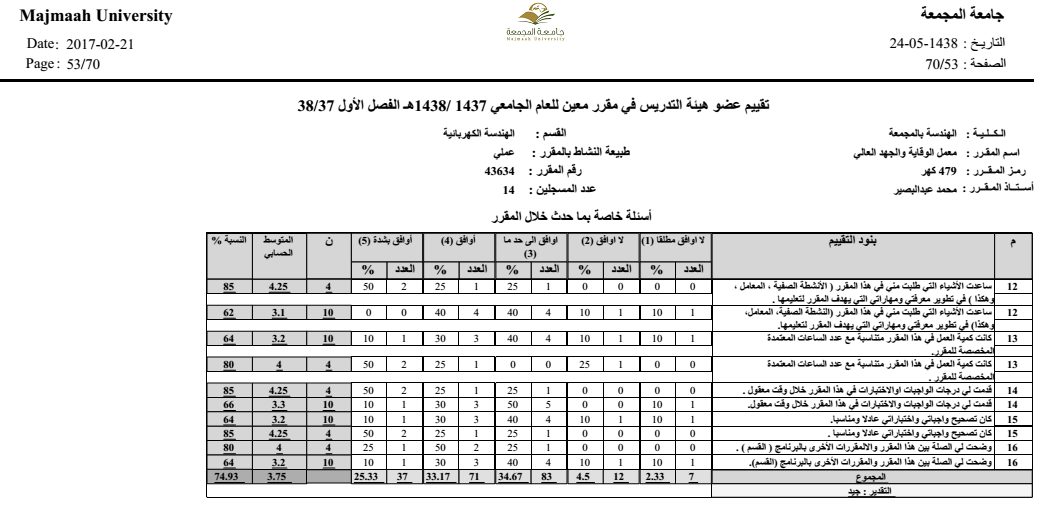 Majmaah University
جامعة المجمعة
جامعة المجمعة
Majmaah University
Date: 2017-02-21
التاريخ : 24-05-1438
Page: 53/70
الصفحة : 70/53
تقييم عضو هيئة التدريس في مقرر معين للعام الجامعي 1437 /1438هـ الفصل الأول 38/37
الكلية : الهندسة بالمجمعة
القسم : الهندسة الكهربائية
اسم المقرر : معمل الوقاية والجهد العالي
طبيعة النشاط بالمقرر : عملي
رمز المقرر : 479 كهر
رقم المقرر : 43634
أستاذ المقرر : محمد عبدالبصير
عدد المسجلين : 14
أسئلة خاصة بما حدث خلال المقرر
م بنود التقييم لا اوافق مطلقا (1) لا اوافق (2) اوافق الى حد ما (3) أوافق (4) أوافق بشدة (5) ن المتوسط الحسابي النسبة %
العدد % العدد % العدد % العدد % العدد %
12 ساعدت الأشياء التي طلبت مني في هذا المقرر ( الأنشطة الصفية ، المعامل ، 0 0 0 0 1 25 1 25 2 50 4 4.25 85
وهكذا ) في تطوير معرفتي ومهاراتي التي يهدف المقرر لتعليمها .
12 ساعدت الأشياء التي طلبت مني في هذا المقرر (النشطة الصفية، المعامل، 1 10 1 10 4 40 4 40 0 0 10 3.1 62
وهكذا) في تطوير معرفتي ومهاراتي التي يهدف المقرر لتعليمها.
13 كانت كمية العمل في هذا المقرر متناسبة مع عدد الساعات المعتمدة 1 10 1 10 4 40 3 30 1 10 10 3.2 64
المخصصة للمقرر.
13 كانت كمية العمل في هذا المقرر متناسبة مع عدد الساعات المعتمدة 0 0 1 25 0 0 1 25 2 50 4 4 80
المخصصة للمقرر .
14 قدمت لي درجات الواجبات اوالاختبارات في هذا المقرر خلال وقت معقول . 0 0 0 0 1 25 1 25 2 50 4 4.25 85
14 قدمت لي درجات الواجبات والاختبارات في هذا المقرر خلال وقت معقول. 1 10 0 0 5 50 3 30 1 10 10 3.3 66
15 كان تصحيح واجباتي واختباراتي عادلا ومناسبا. 1 10 1 10 4 40 3 30 1 10 10 3.2 64
15 كان تصحيح واجباتي واختباراتي عادلا ومناسبا . 0 0 0 0 1 25 1 25 2 50 4 4.25 85
16 وضحت لي الصلة بين هذا المقرر والامقررات الأخرى بالبرنامج ( القسم ) . 0 0 0 0 1 25 2 50 1 25 4 4 80
16 وضحت لي الصلة بين هذا المقرر والمقررات الأخرى بالبرنامج (القسم). 1 10 1 10 4 40 3 30 1 10 10 3.2 64
المجموع 7 2.33 12 4.5 83 34.67 71 33.17 37 25.33 3.75 74.93
التقدير : جيد